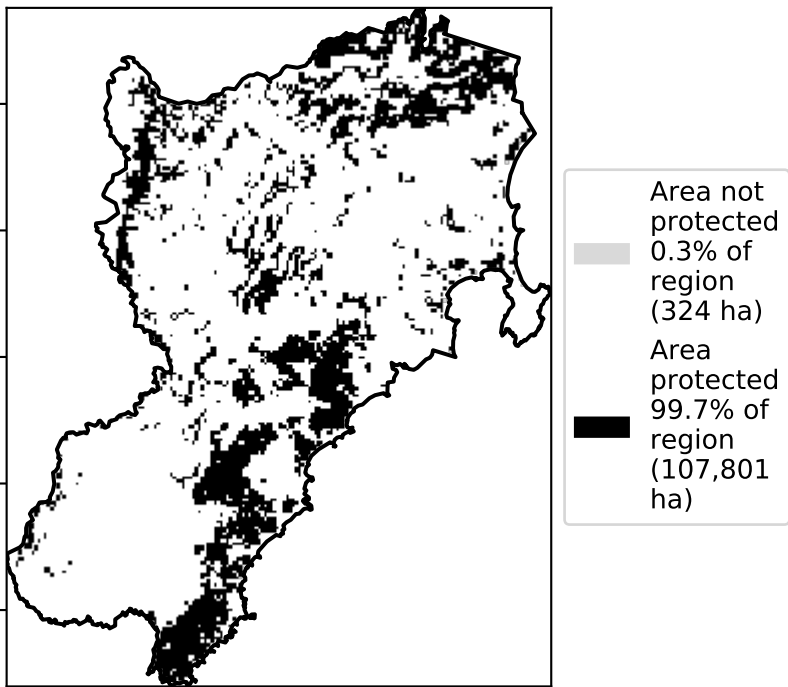 Area not
protected
0.3% of
region
(324 ha)
Area
protected
99.7% of
region
(107,801
ha)